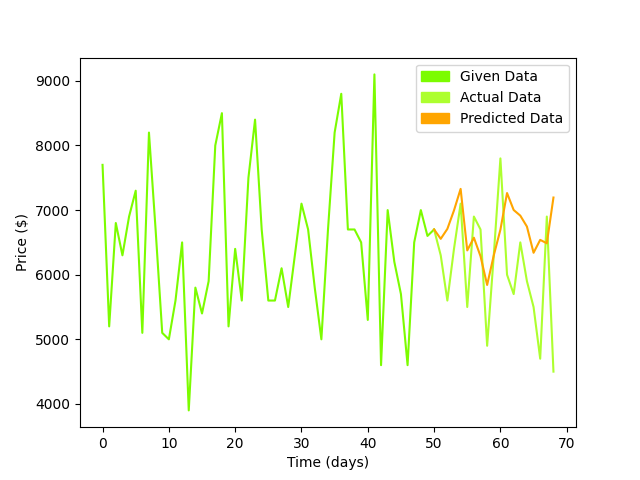 Given Data
Actual Data
Predicted Data
9000
8000
7000
6000
5000
4000
Price ($)
0 10 20 30 40 50 60 70
Time (days)